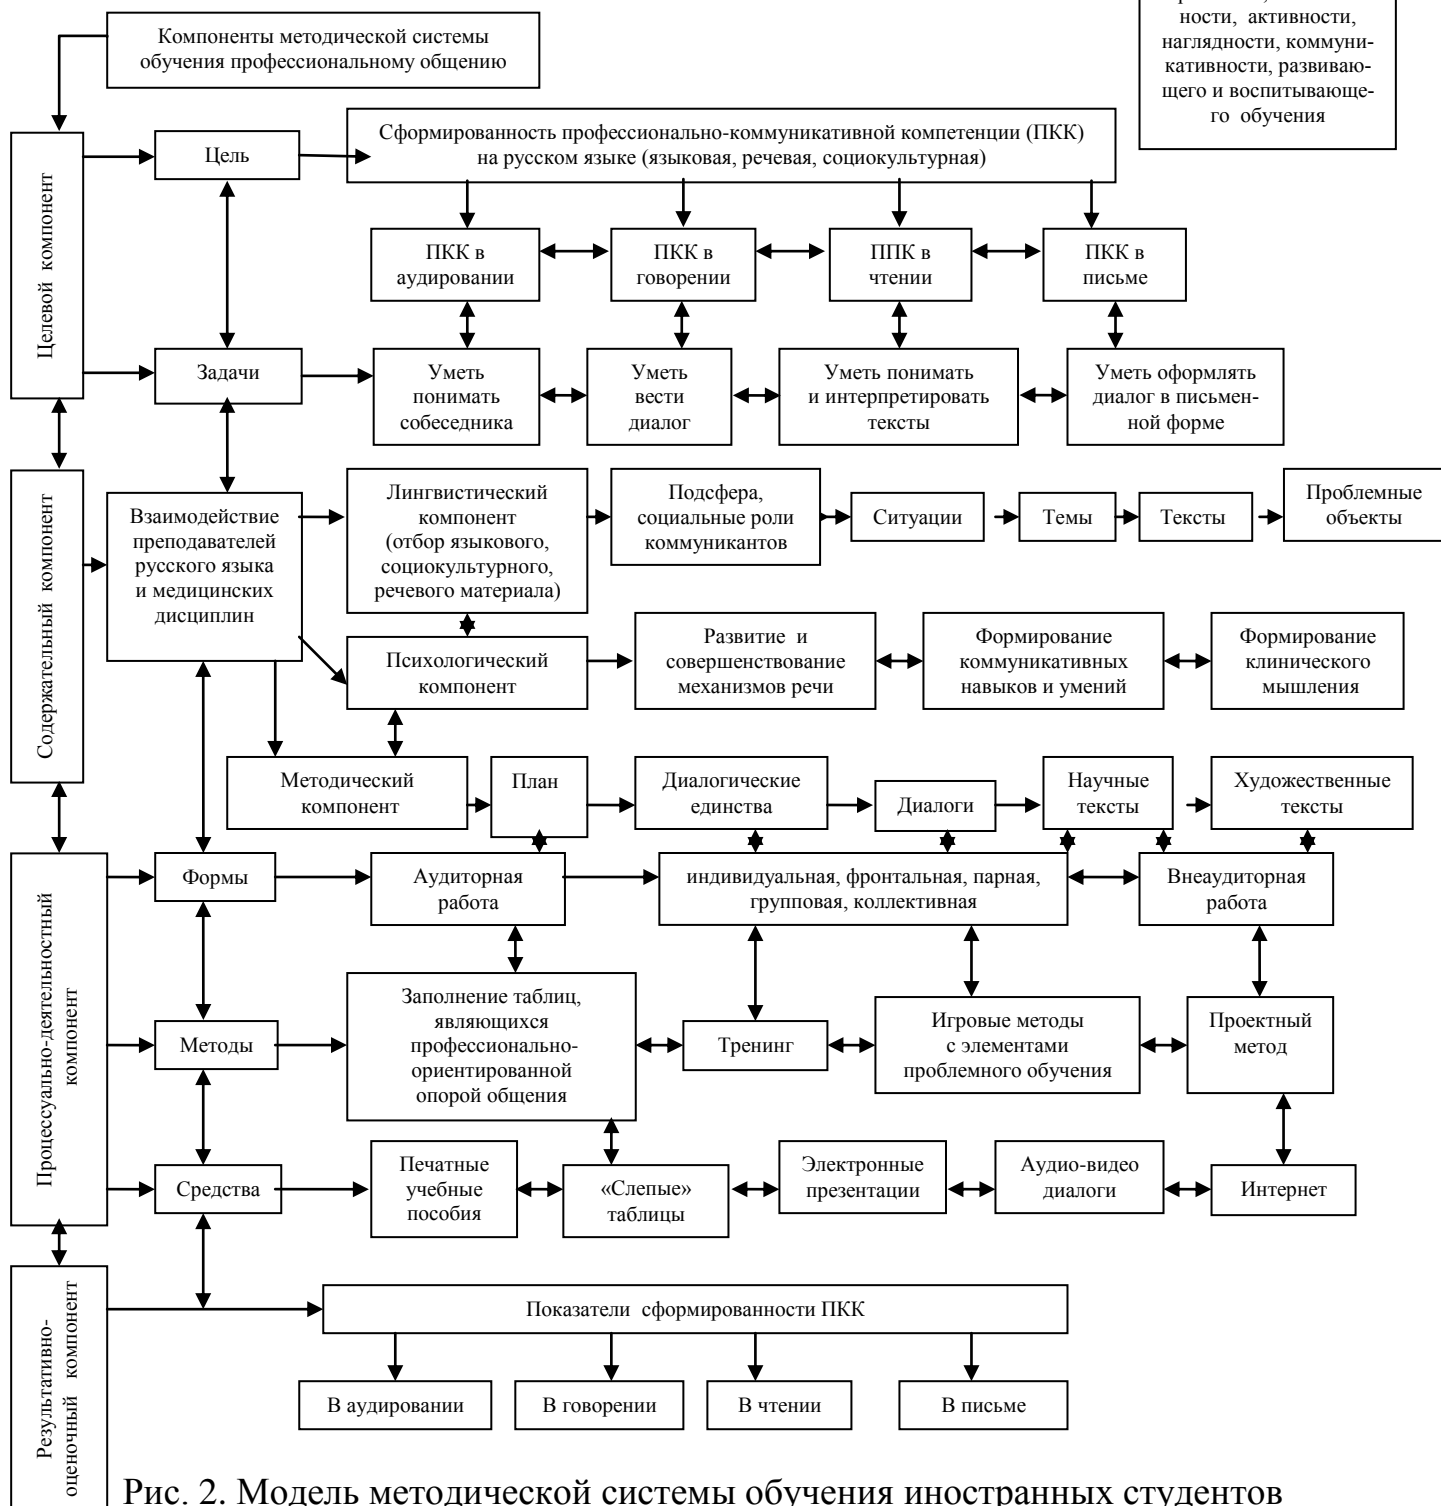 ности, активности,
наглядности, коммуни-
кативности, развиваю-
щего и воспитывающе-
го обучения
Компоненты методической системы
обучения профессиональному общению
Целевой компонент
Цель
Сформированность профессионально-коммуникативной компетенции (ПКК)
на русском языке (языковая, речевая, социокультурная)
ПКК в
аудировании
ПКК в
говорении
ППК в
чтении
ПКК в
письме
Задачи
Уметь
понимать
собеседника
Уметь
вести
диалог
Уметь понимать
и интерпретировать
тексты
Уметь оформлять
диалог в письмен-
ной форме
Содержательный компонент
Взаимодействие
преподавателей
русского языка
и медицинских
дисциплин
Лингвистический
компонент
(отбор языкового,
социокультурного,
речевого материала)
Подсфера,
социальные роли
коммуникантов
Ситуации
Темы
Тексты
Проблемные
объекты
Психологический
компонент
Развитие и
совершенствование
механизмов речи
Формирование
коммуникативных
навыков и умений
Формирование
клинического
мышления
Методический
компонент
План
Диалогические
единства
Диалоги
Научные
тексты
Художественные
тексты
Процессуально-деятельностный
компонент
Формы
Аудиторная
работа
индивидуальная, фронтальная, парная,
групповая, коллективная
Внеаудиторная
работа
Методы
Заполнение таблиц,
являющихся
профессионально-
ориентированной
опорой общения
Тренинг
Игровые методы
с элементами
проблемного обучения
Проектный
метод
Средства
Печатные
учебные
пособия
«Слепые»
таблицы
Электронные
презентации
Аудио-видео
диалоги
Интернет
Результативно-
оценочный компонент
Показатели сформированности ПКК
В аудировании
В говорении
В чтении
В письме
Рис. 2. Модель методической системы обучения иностранных студентов